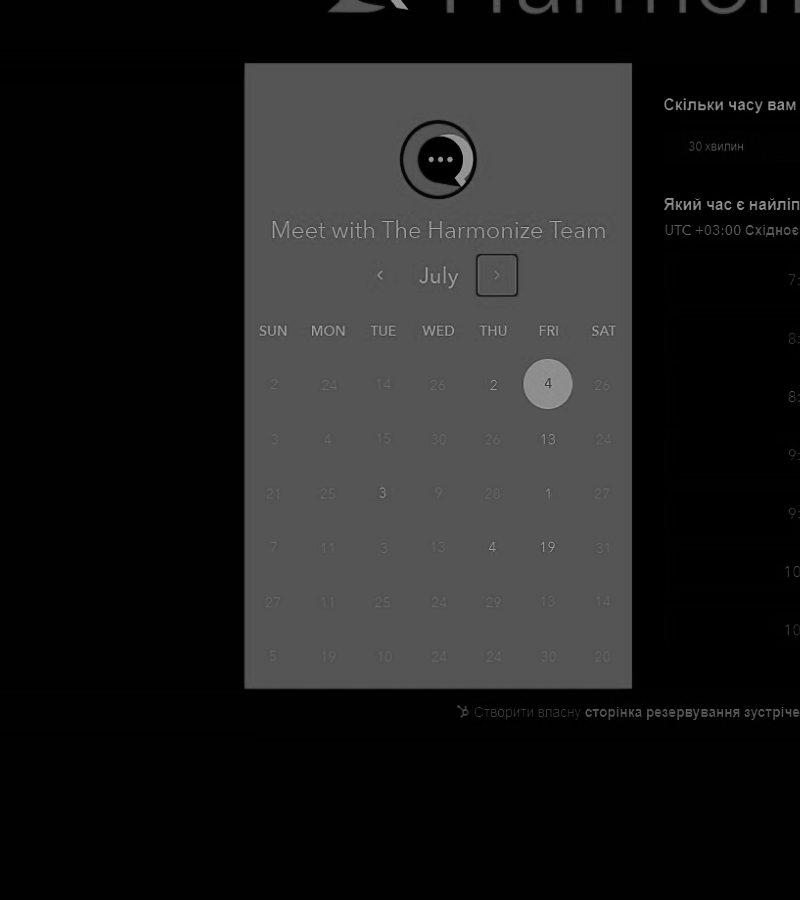 Harmon
Meet with The Harmonize Team
July
SUN MON TUE WED THU FRI SAT
2 24 14 26 2 4 26
3 4 15 30 26 13 24
21 25 3 9 28 1 27
7 11 3 13 4 19 31
27 11 25 24 29 13 14
5 19 10 24 24 30 20
Скільки часу вам
30 хвилин
Який час є найліп
UTC +03:00 Східноє
7:
8:
8:
9:
9:
10
10
Створити власну сторінка резервування зустріче